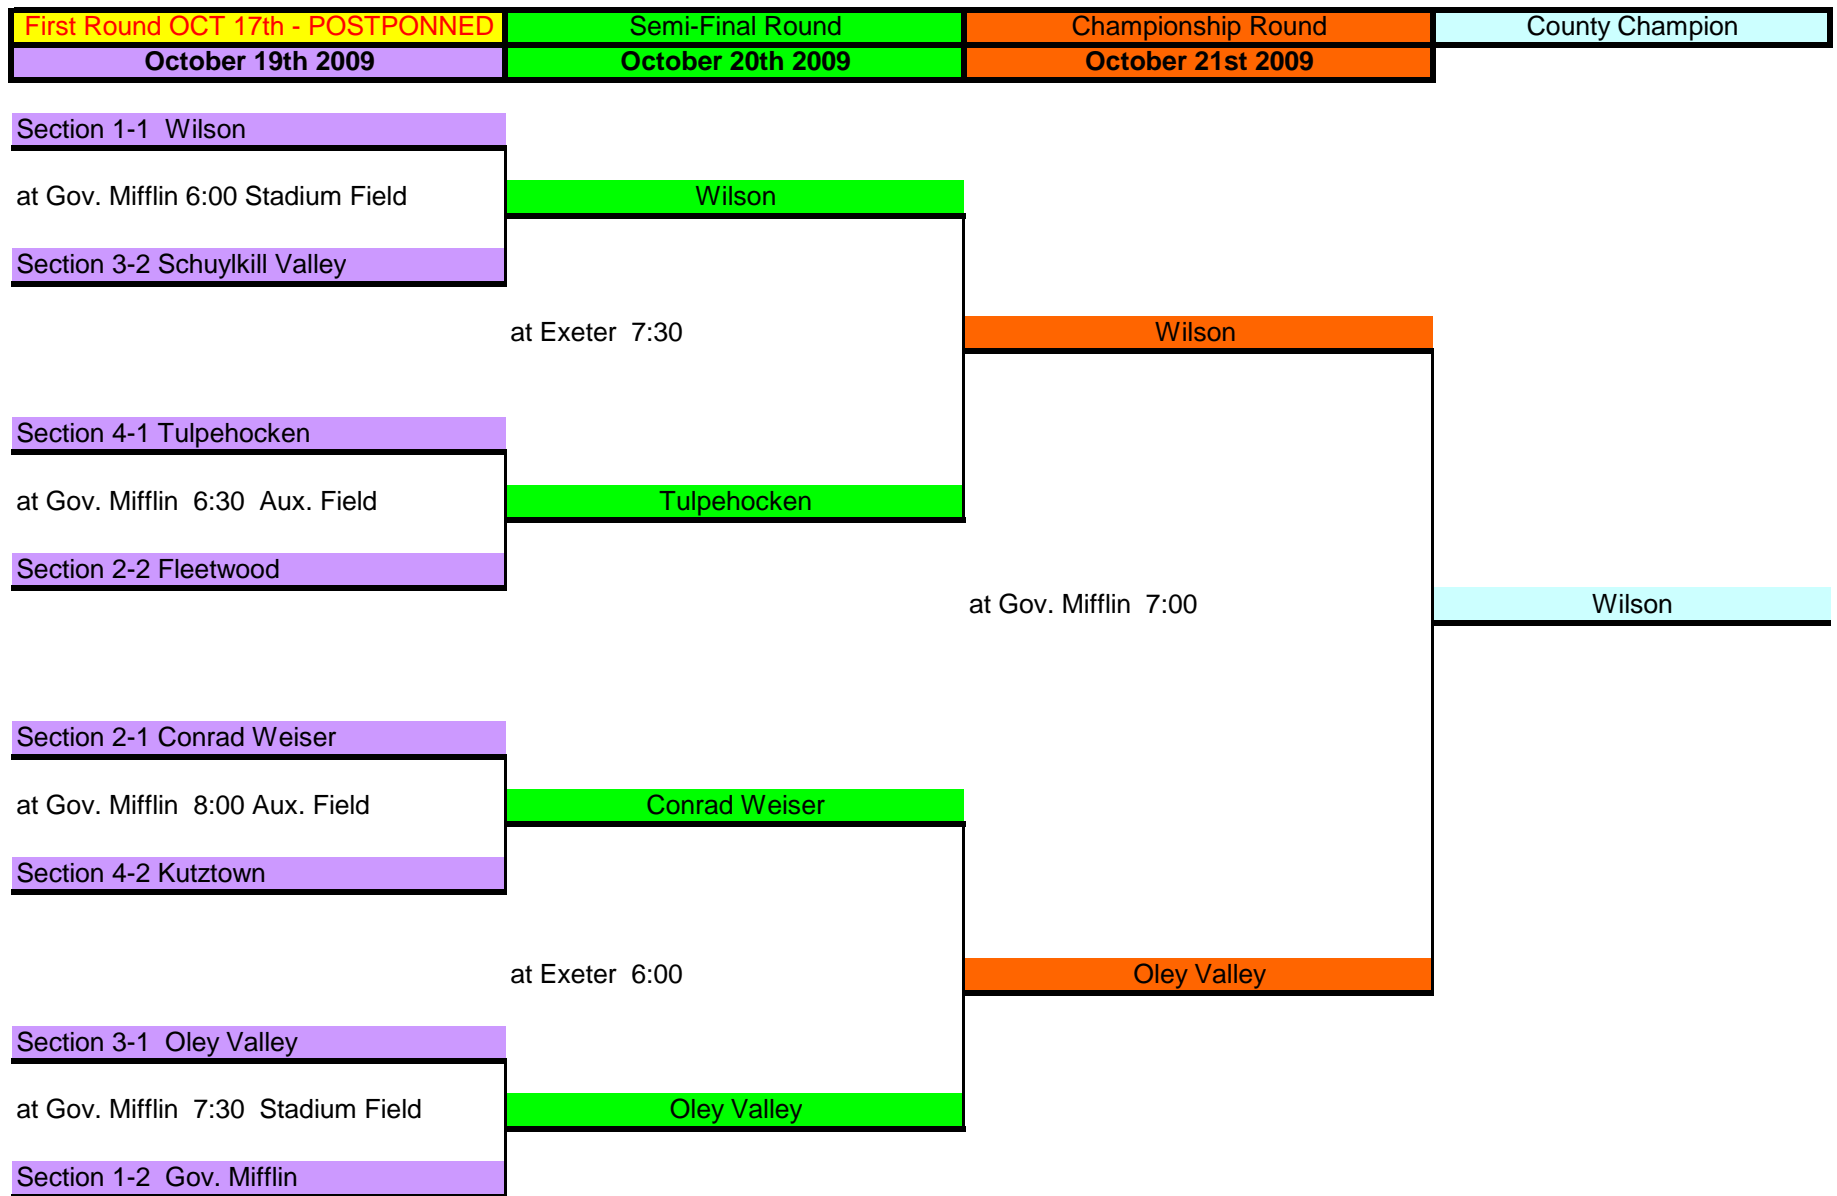 First Round OCT 17th - POSTPONNED
Semi-Final Round
Championship Round
County Champion
October 19th 2009
October 20th 2009
October 21st 2009
Section 1-1 Wilson
at Gov. Mifflin 6:00 Stadium Field
Wilson
Section 3-2 Schuylkill Valley
at Exeter 7:30
Wilson
Section 4-1 Tulpehocken
at Gov. Mifflin 6:30 Aux. Field
Tulpehocken
Section 2-2 Fleetwood
at Gov. Mifflin 7:00
Wilson
Section 2-1 Conrad Weiser
at Gov. Mifflin 8:00 Aux. Field
Conrad Weiser
Section 4-2 Kutztown
at Exeter 6:00
Oley Valley
Section 3-1 Oley Valley
at Gov. Mifflin 7:30 Stadium Field
Oley Valley
Section 1-2 Gov. Mifflin